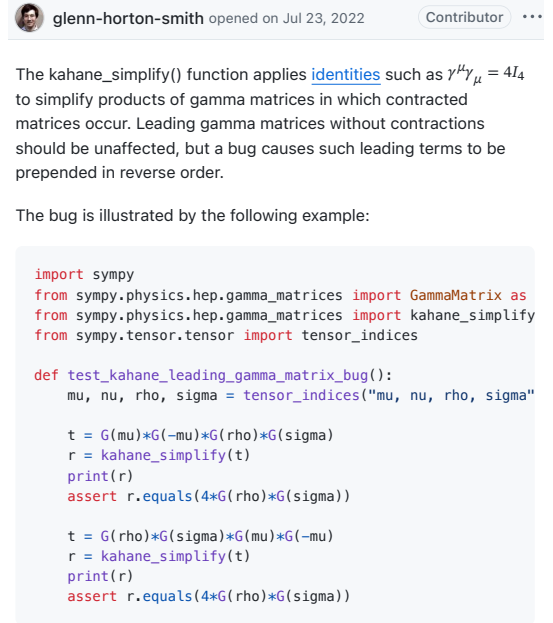 glenn-horton-smith opened on Jul 23, 2022 Contributor ···
The kahane_simplify() function applies identities such as γ^μγ_μ = 4I₄
to simplify products of gamma matrices in which contracted
matrices occur. Leading gamma matrices without contractions
should be unaffected, but a bug causes such leading terms to be
prepended in reverse order.
The bug is illustrated by the following example:
import sympy
from sympy.physics.hep.gamma_matrices import GammaMatrix as
from sympy.physics.hep.gamma_matrices import kahane_simplify
from sympy.tensor.tensor import tensor_indices
def test_kahane_leading_gamma_matrix_bug():
    mu, nu, rho, sigma = tensor_indices("mu, nu, rho, sigma"
    t = G(mu)*G(-mu)*G(rho)*G(sigma)
    r = kahane_simplify(t)
    print(r)
    assert r.equals(4*G(rho)*G(sigma))
    t = G(rho)*G(sigma)*G(mu)*G(-mu)
    r = kahane_simplify(t)
    print(r)
    assert r.equals(4*G(rho)*G(sigma))